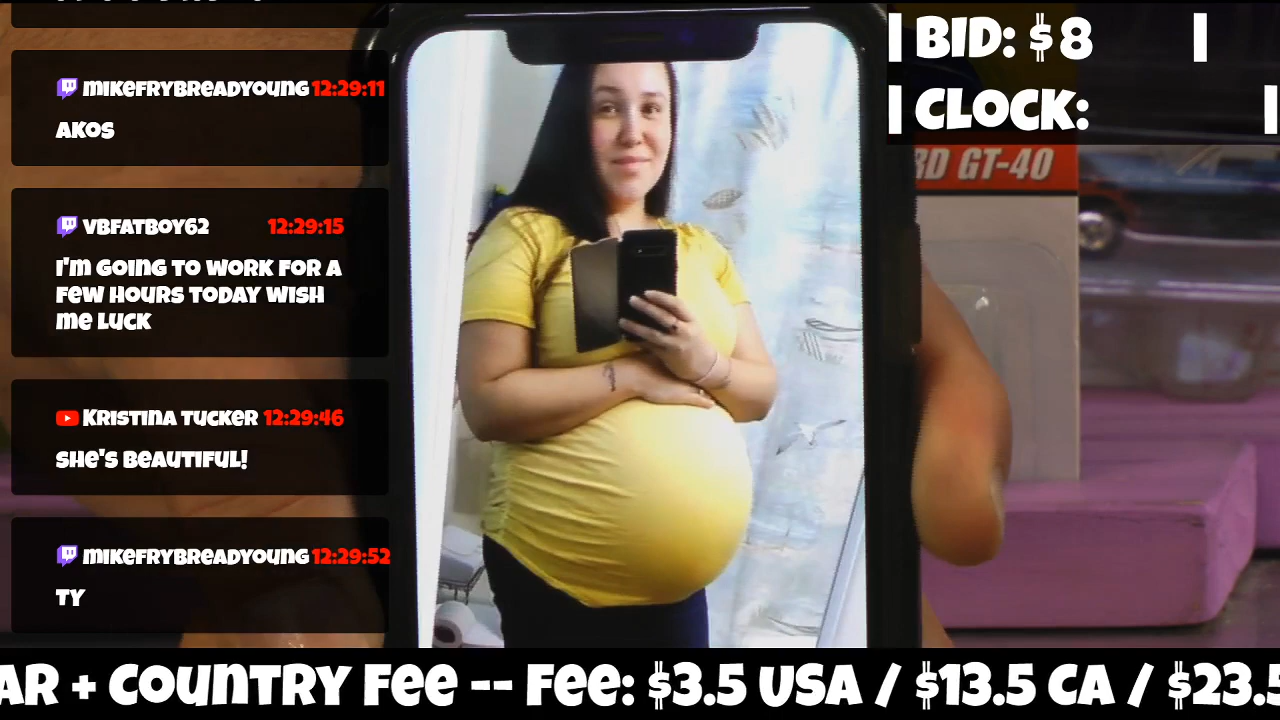 MIKEFRYBREADYOUNG 12:29:11
AKOS
VBFATBOY62 12:29:15
I'M GOING TO WORK FOR A
FEW HOURS TODAY WISH
ME LUCK
KRISTINA TUCKER 12:29:46
SHE'S BEAUTIFUL!
MIKEFRYBREADYOUNG 12:29:52
TY
| BID: $8 |
| CLOCK: |
RD GT-40
AR + COUNTRY FEE -- FEE: $3.5 USA / $13.5 CA / $23.5